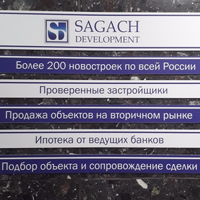 SAGACH
DEVELOPMENT
Более 200 новостроек по всей России
Проверенные застройщики
Продажа объектов на вторичном рынке
Ипотека от ведущих банков
Подбор объекта и сопровождение сделки